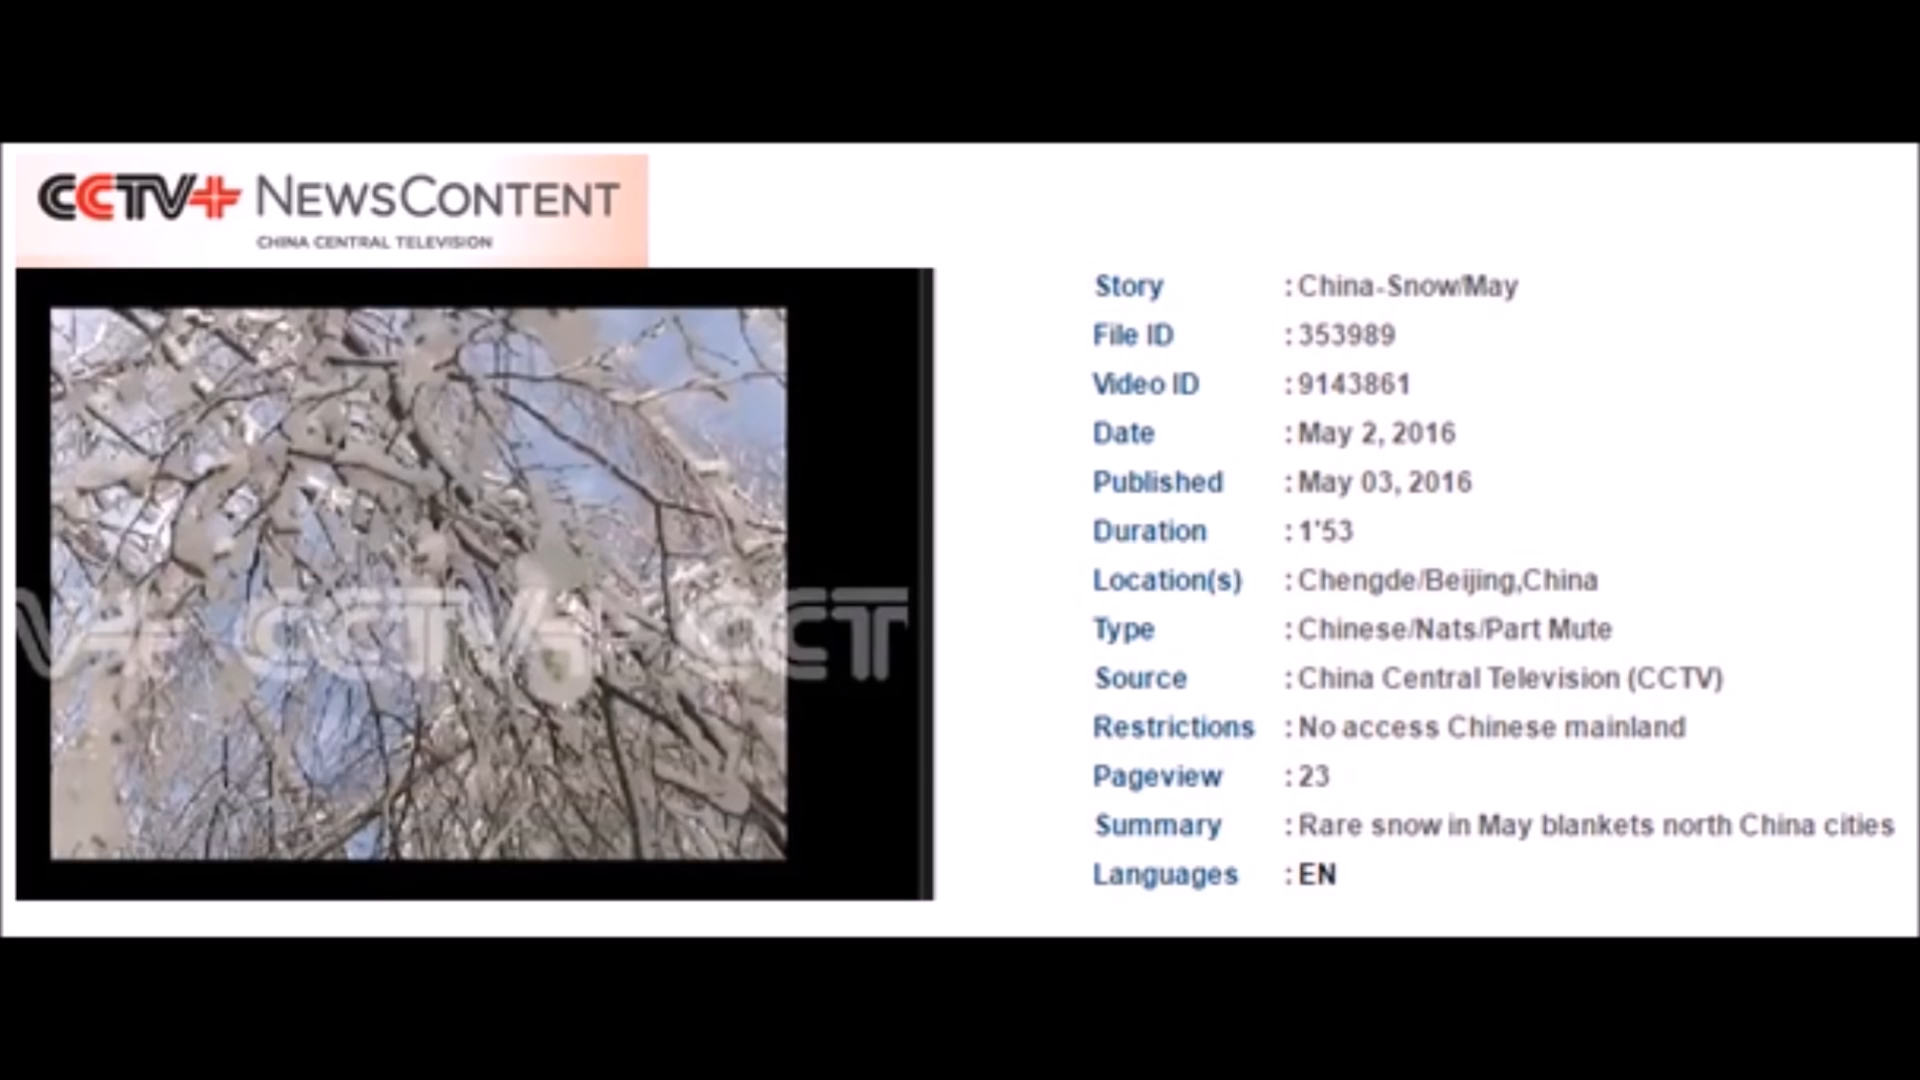 CCTV+ NEWSCONTENT
CHINA CENTRAL TELEVISION
Story : China-Snow/May
File ID : 353989
Video ID : 9143861
Date : May 2, 2016
Published : May 03, 2016
Duration : 1'53
Location(s) : Chengde/Beijing,China
Type : Chinese/Nats/Part Mute
Source : China Central Television (CCTV)
Restrictions : No access Chinese mainland
Pageview : 23
Summary : Rare snow in May blankets north China cities
Languages : EN
V+ CCTV+ CCT